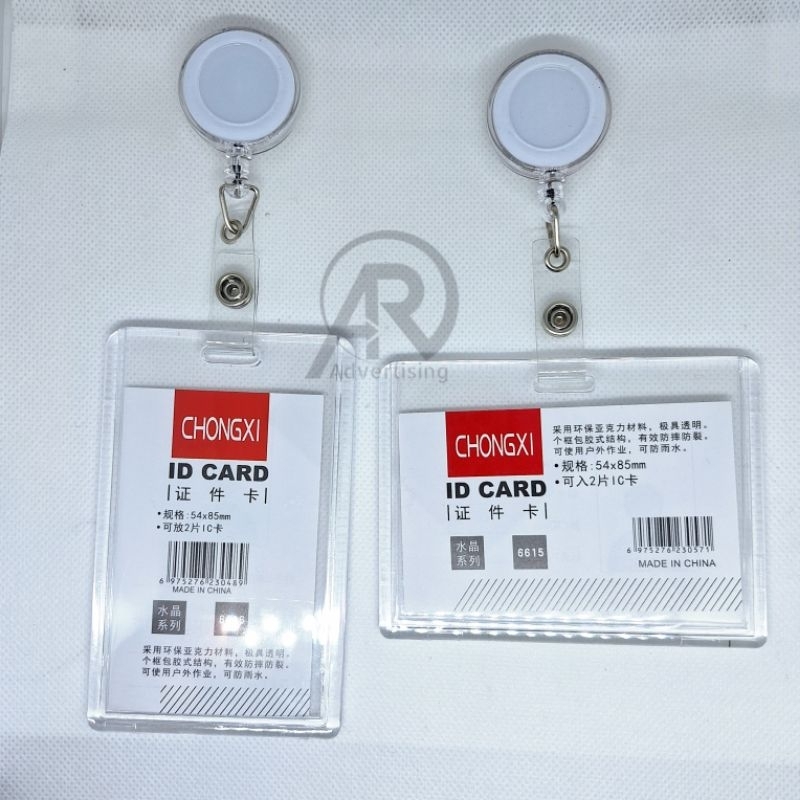 AR
Advertising
CHONGXI
ID CARD
证件卡
•规格:54x85mm
•可放2片IC卡
6 975276 230489
MADE IN CHINA
水晶
系列
采用环保亚克力材料，极具透明。
个框包胶式结构，有效防摔防裂。
可使用户外作业，可防雨水。
CHONGXI
ID CARD
证件卡
采用环保亚克力材料，极具透明。
个框包胶式结构，有效防摔防裂。
可使用户外作业，可防雨水。
•规格:54x85mm
•可入2片IC卡
水晶
系列
6615
6 975276 230571
MADE IN CHINA